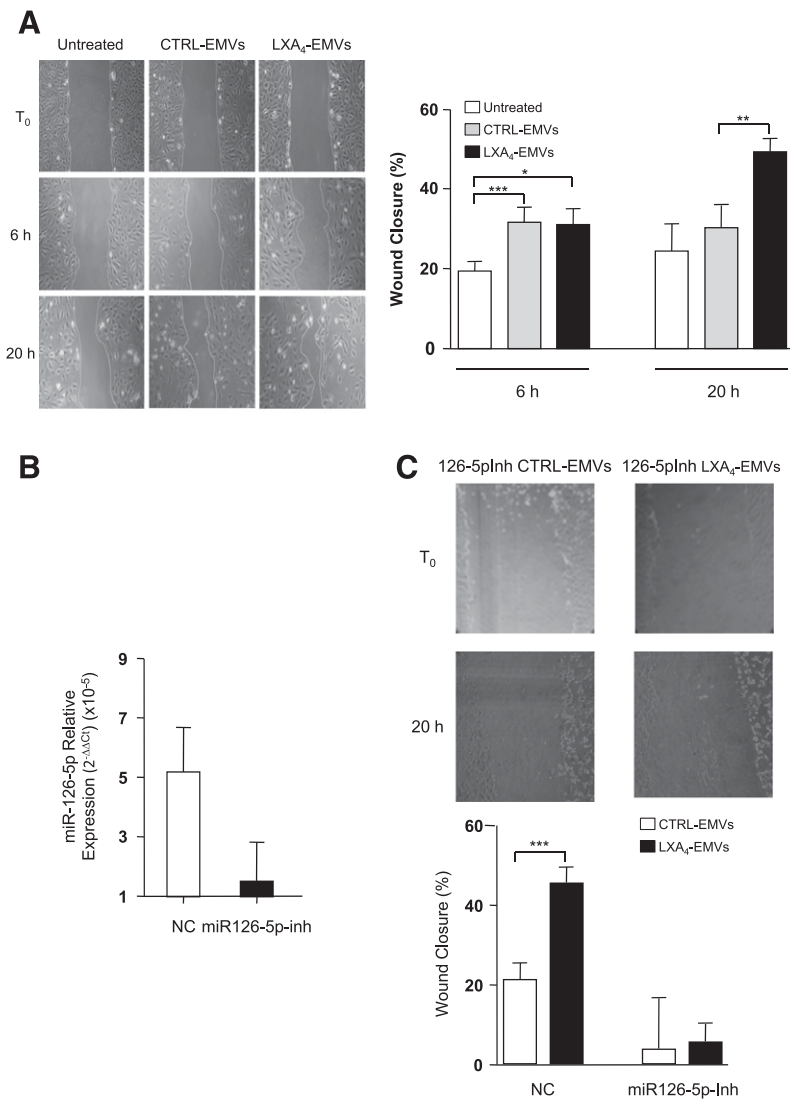 A
Untreated CTRL-EMVs LXA4-EMVs
T0
6 h
20 h
60
40
20
0
Wound Closure (%)
Untreated
CTRL-EMVs
LXA4-EMVs
***
*
**
6 h 20 h
B
9
7
5
3
1
miR-126-5p Relative
Expression (2-ΔΔCt) (x10-5)
NC miR126-5p-inh
C
126-5pInh CTRL-EMVs 126-5pInh LXA4-EMVs
T0
20 h
60
40
20
0
Wound Closure (%)
CTRL-EMVs
LXA4-EMVs
***
NC miR126-5p-Inh